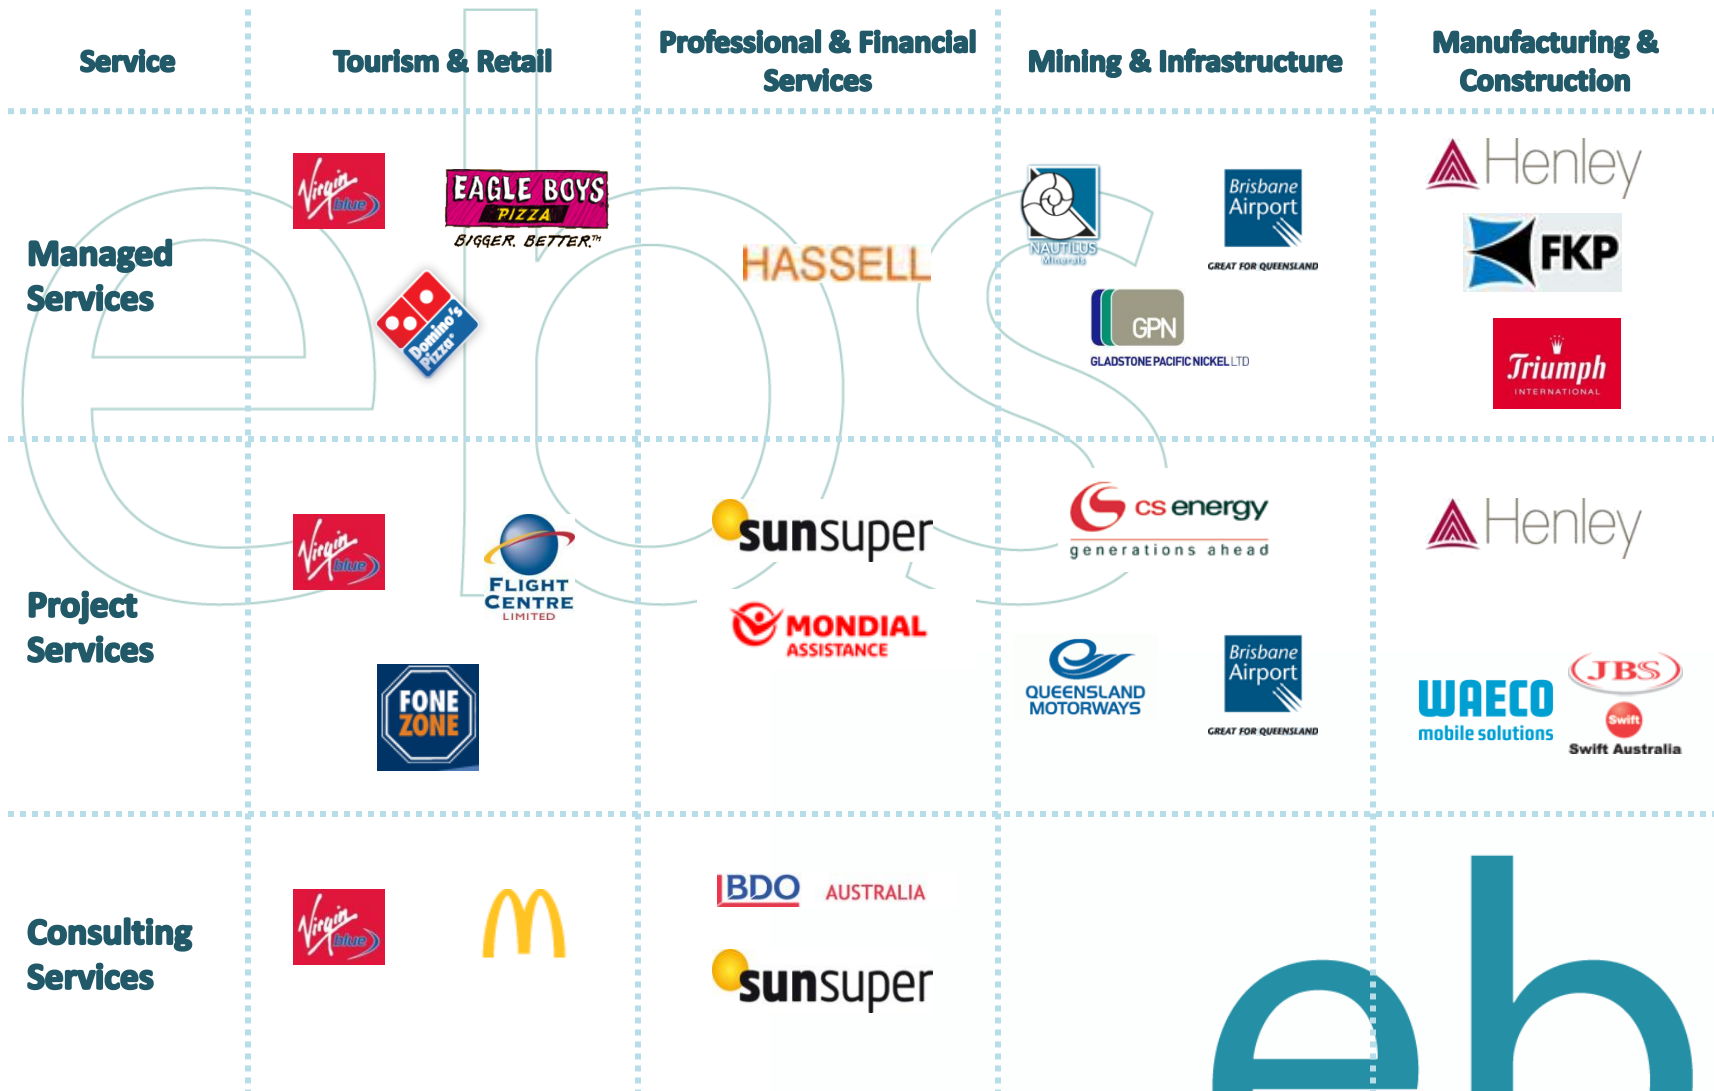 Service
Tourism & Retail
Professional & Financial
Services
Mining & Infrastructure
Manufacturing &
Construction
Managed
Services
Virgin
blue
EAGLE BOYS
PIZZA
BIGGER. BETTER.™
Domino's
Pizza®
HASSELL
NAUTILUS
Minerals
Brisbane
Airport
GREAT FOR QUEENSLAND
GPN
GLADSTONE PACIFIC NICKEL LTD
Henley
FKP
Triumph
INTERNATIONAL
Project
Services
Virgin
blue
FLIGHT
CENTRE
LIMITED
FONE
ZONE
sunsuper
MONDIAL
ASSISTANCE
cs energy
generations ahead
QUEENSLAND
MOTORWAYS
Brisbane
Airport
GREAT FOR QUEENSLAND
Henley
WAECO
mobile solutions
JBS
Swift
Swift Australia
Consulting
Services
Virgin
blue
BDO AUSTRALIA
sunsuper
ebs